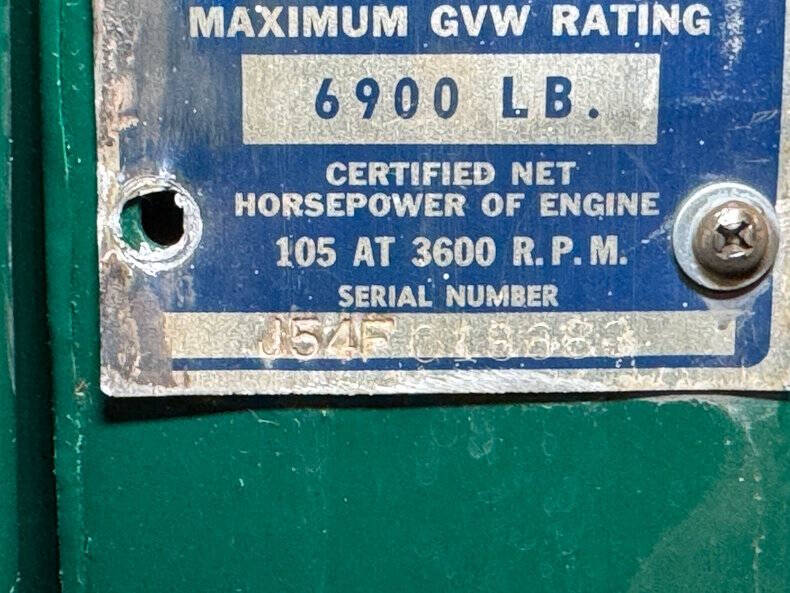 MAXIMUM GVW RATING
6900 LB.
CERTIFIED NET
HORSEPOWER OF ENGINE
105 AT 3600 R.P.M.
SERIAL NUMBER